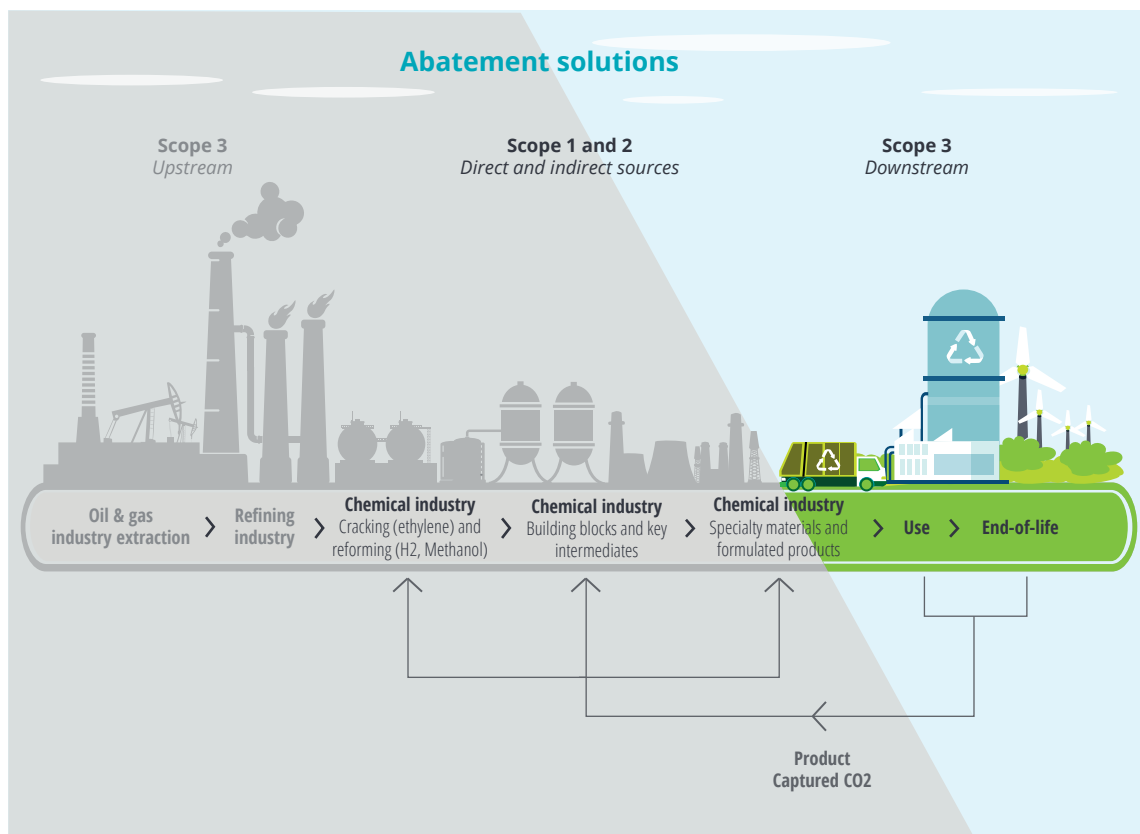 Abatement solutions
Scope 3
Upstream
Scope 1 and 2
Direct and indirect sources
Scope 3
Downstream
Oil & gas
industry extraction
Refining
industry
Chemical industry
Cracking (ethylene) and
reforming (H2, Methanol)
Chemical industry
Building blocks and key
intermediates
Chemical industry
Specialty materials and
formulated products
Use
End-of-life
Product
Captured CO2